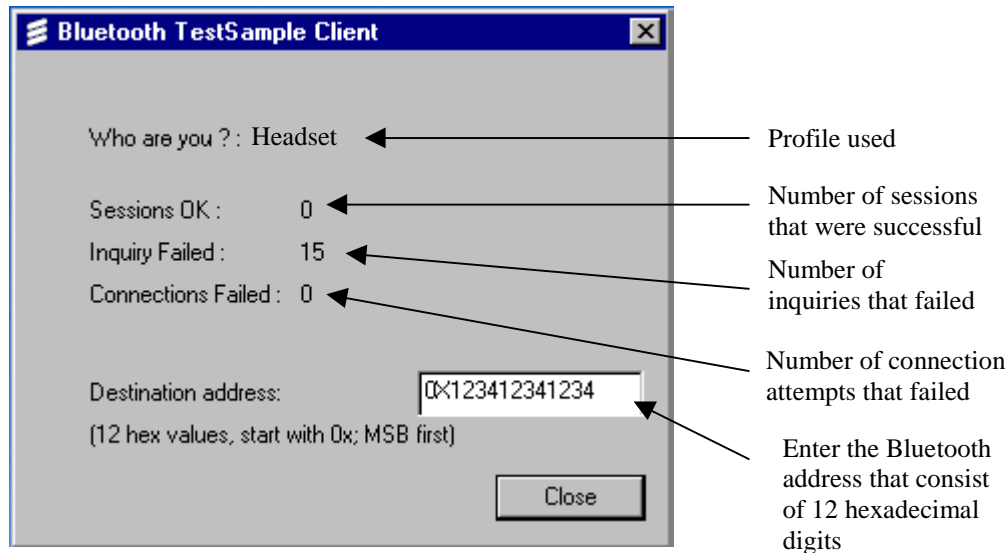 Bluetooth TestSample Client
Who are you ? : Headset
Profile used
Sessions OK : 0
Number of sessions
that were successful
Inquiry Failed : 15
Number of
inquiries that failed
Connections Failed : 0
Number of connection
attempts that failed
Destination address: 0X123412341234
(12 hex values, start with 0x; MSB first)
Enter the Bluetooth
address that consist
of 12 hexadecimal
digits
Close